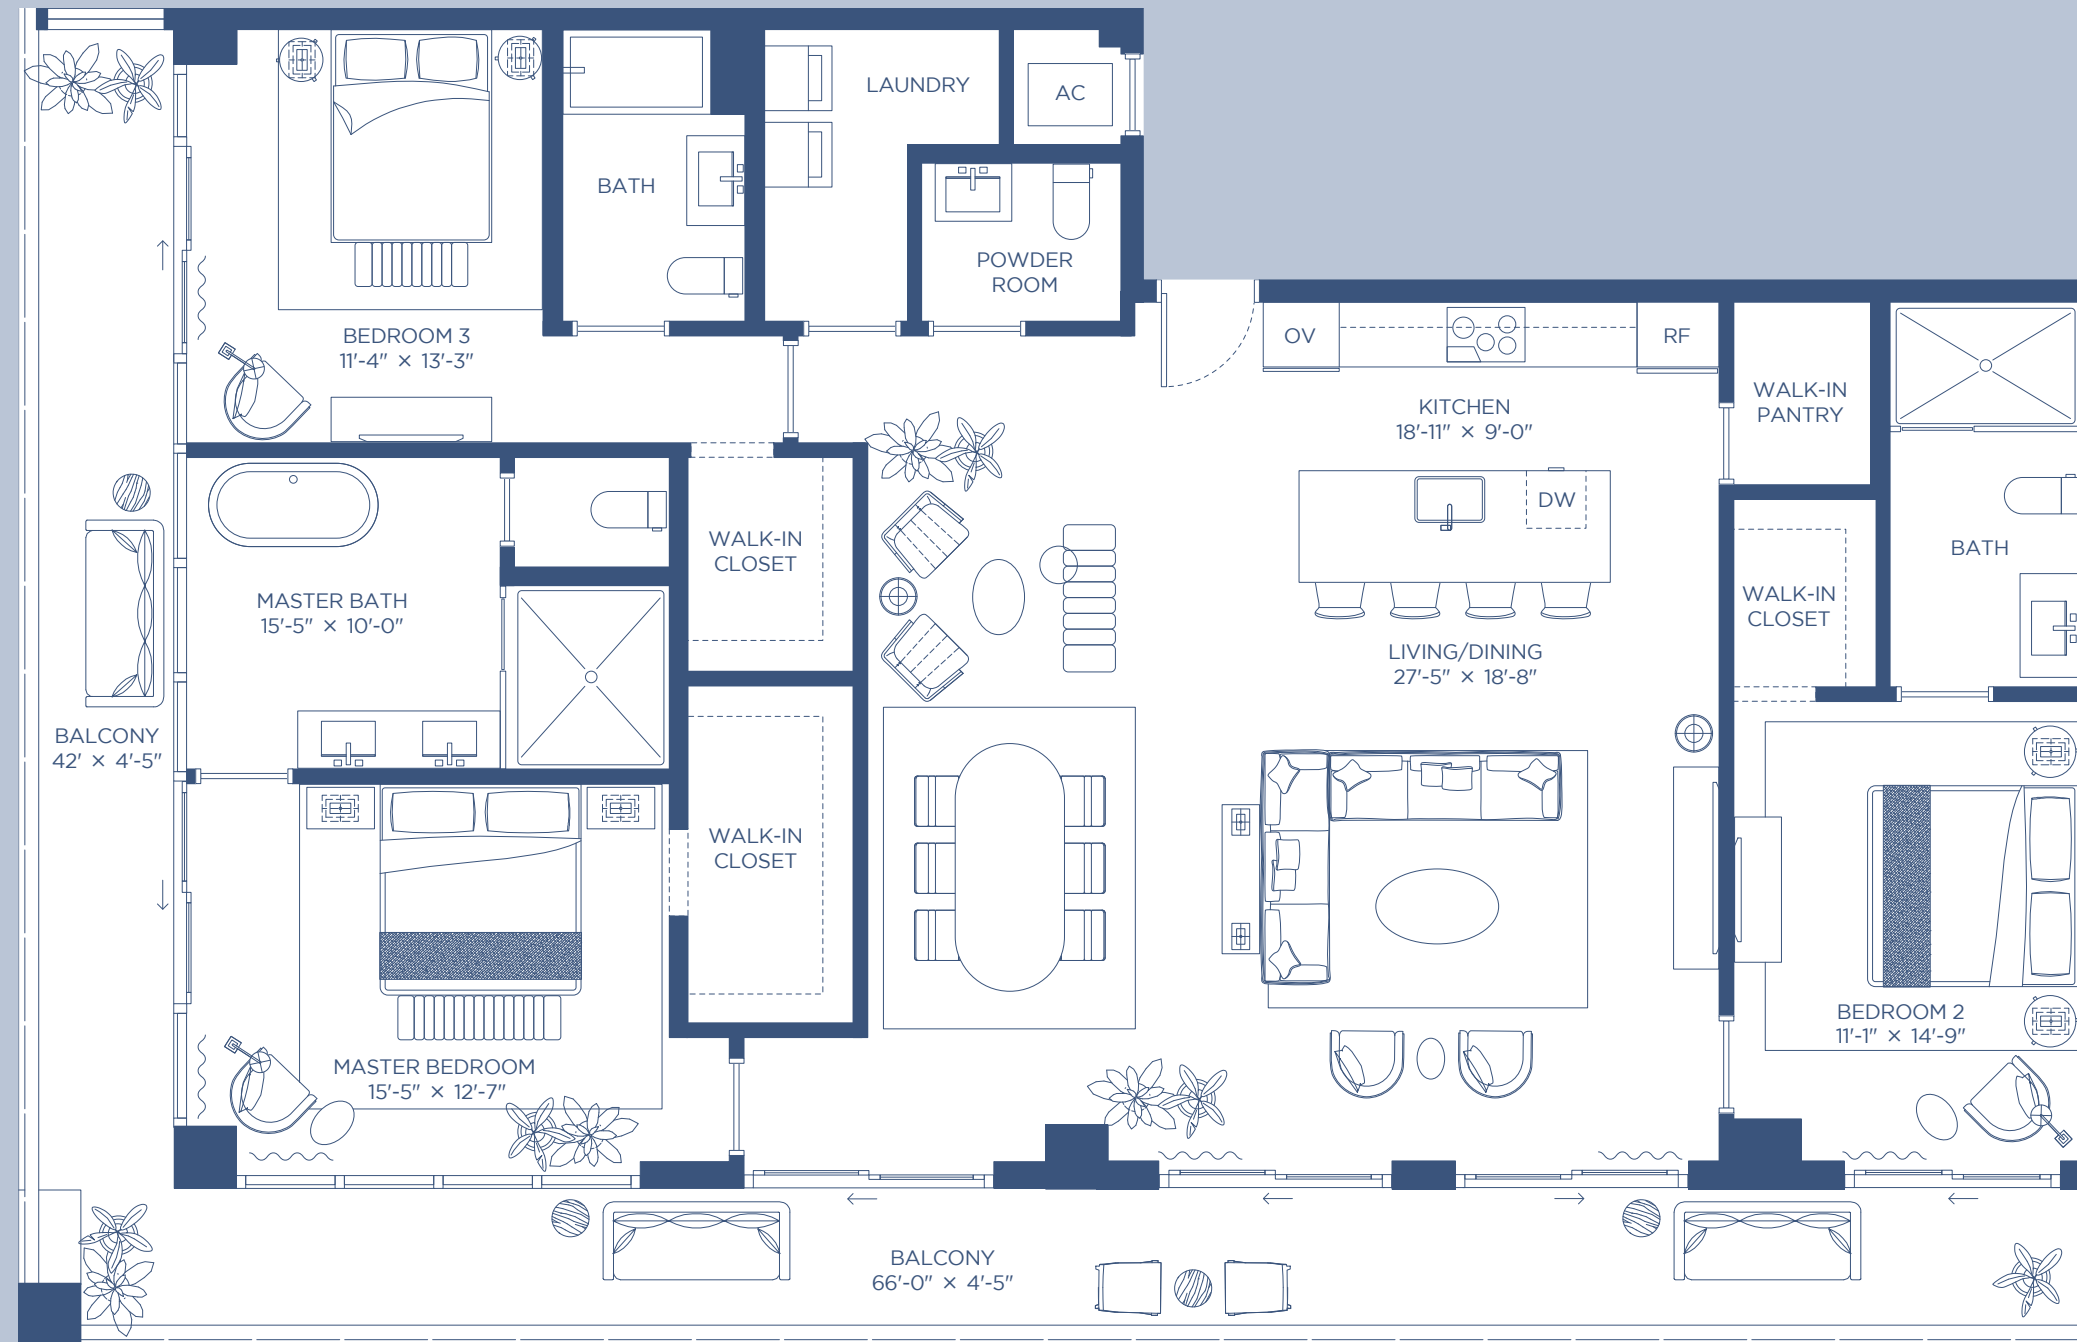 LAUNDRY
AC
BATH
POWDER
ROOM
BEDROOM 3
11'-4" × 13'-3"
OV
RF
KITCHEN
18'-11" × 9'-0"
WALK-IN
PANTRY
DW
WALK-IN
CLOSET
BATH
WALK-IN
CLOSET
MASTER BATH
15'-5" × 10'-0"
LIVING/DINING
27'-5" × 18'-8"
BALCONY
42' × 4'-5"
WALK-IN
CLOSET
BEDROOM 2
11'-1" × 14'-9"
MASTER BEDROOM
15'-5" × 12'-7"
BALCONY
66'-0" × 4'-5"